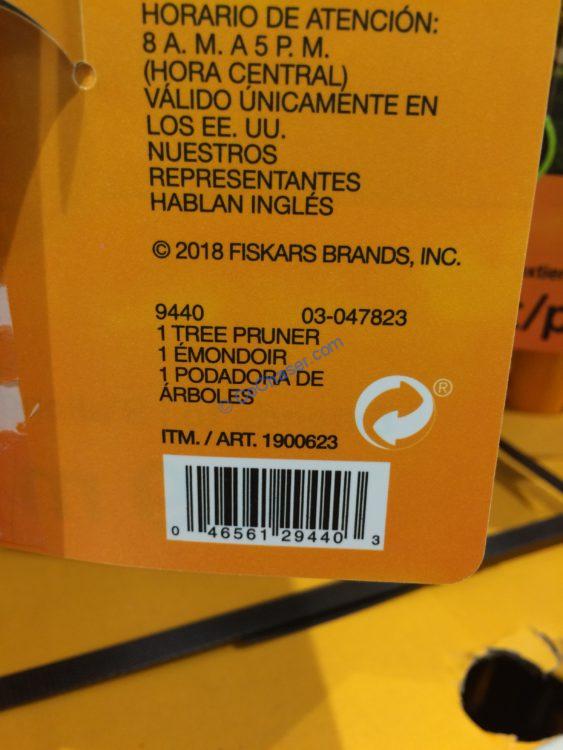 HORARIO DE ATENCIÓN:
8 A. M. A 5 P. M.
(HORA CENTRAL)
VÁLIDO ÚNICAMENTE EN
LOS EE. UU.
NUESTROS
REPRESENTANTES
HABLAN INGLÉS
© 2018 FISKARS BRANDS, INC.
9440 03-047823
1 TREE PRUNER
1 ÉMONDOIR
1 PODADORA DE
ÁRBOLES
®
ITM. / ART. 1900623
0 46561 29440 3